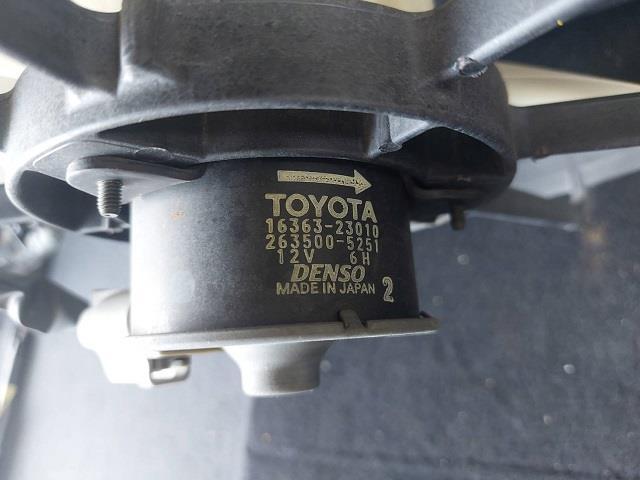 TOYOTA
16363-23010
263500-5251
12V 6H
DENSO
MADE IN JAPAN 2